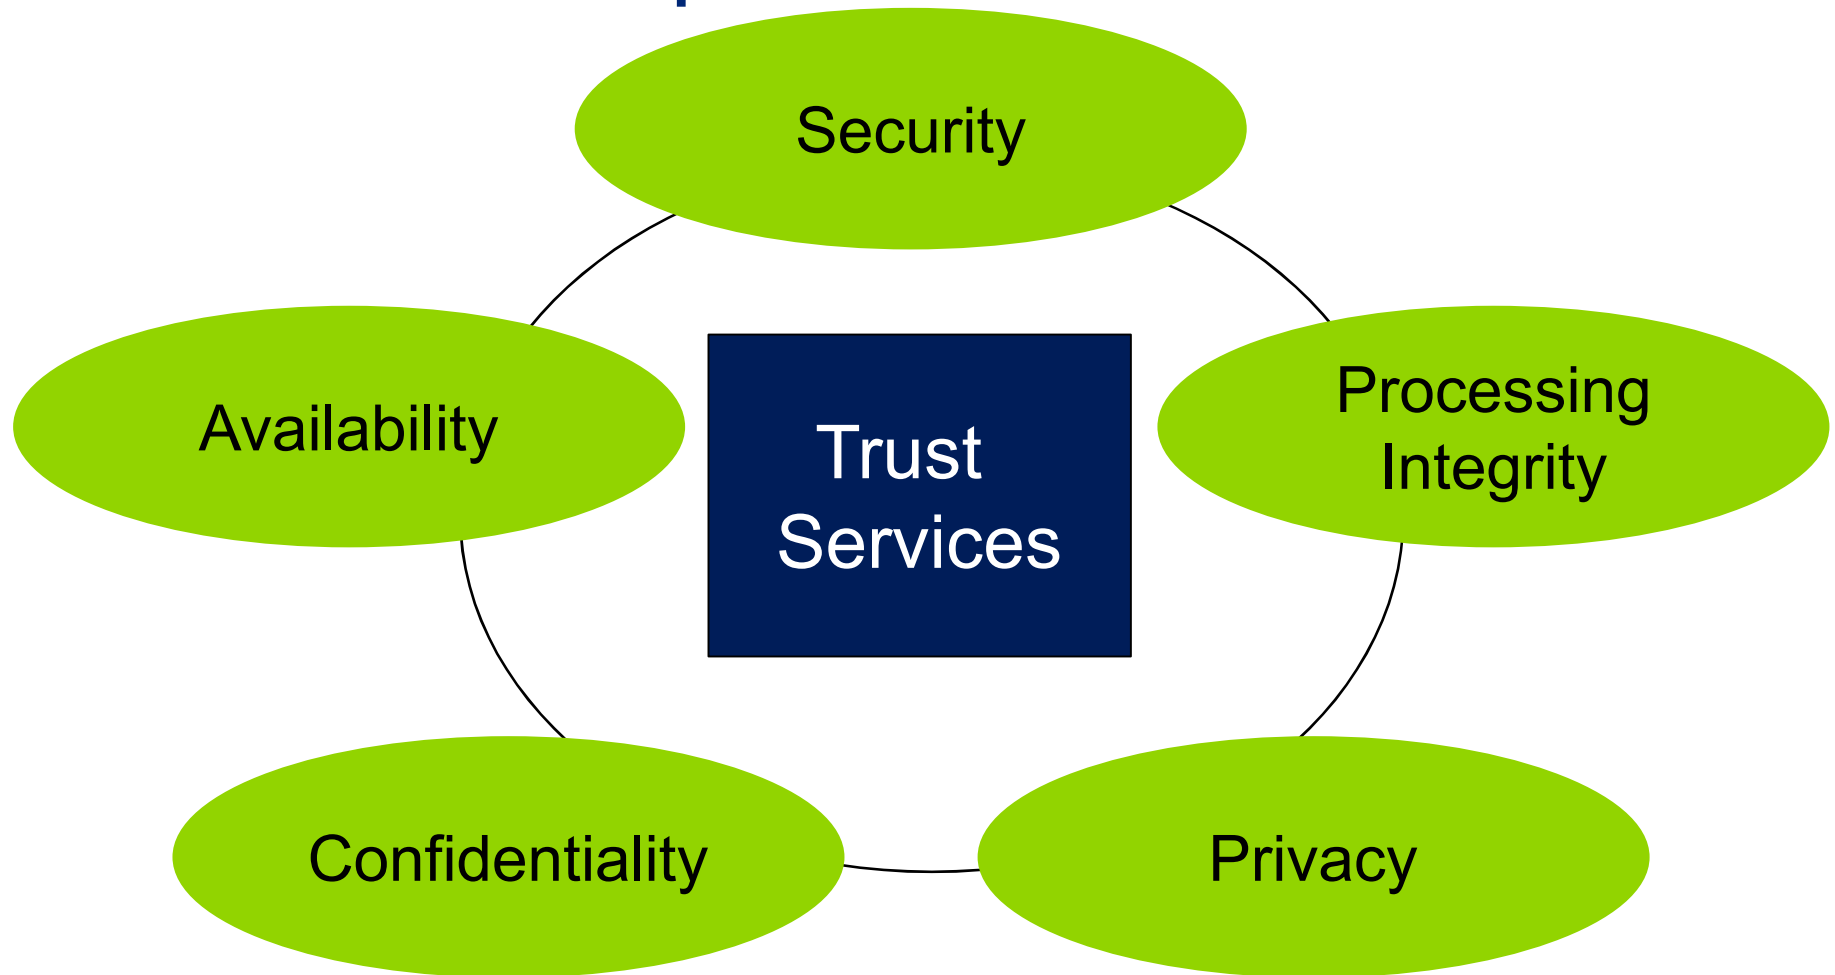 Security
Availability
Trust
Services
Processing
Integrity
Confidentiality
Privacy